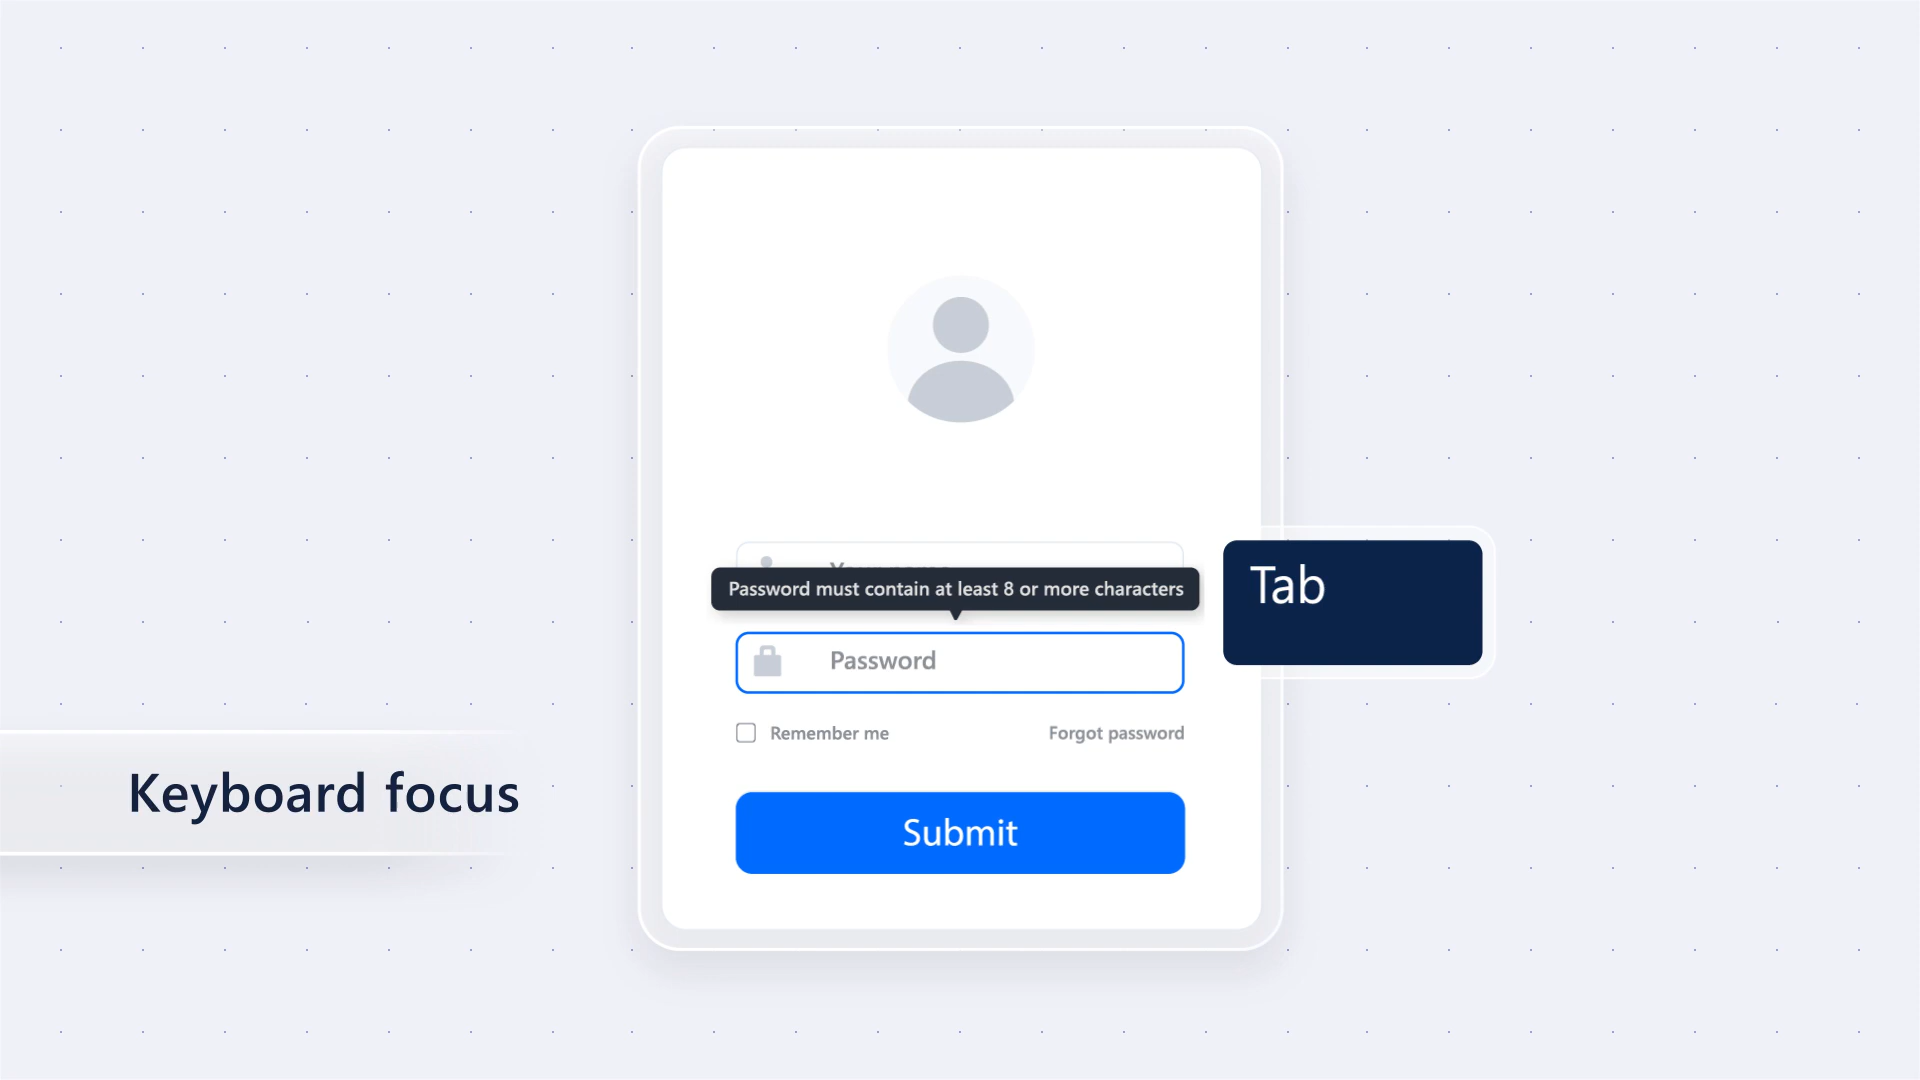 Password must contain at least 8 or more characters
Tab
Password
Remember me
Forgot password
Keyboard focus
Submit